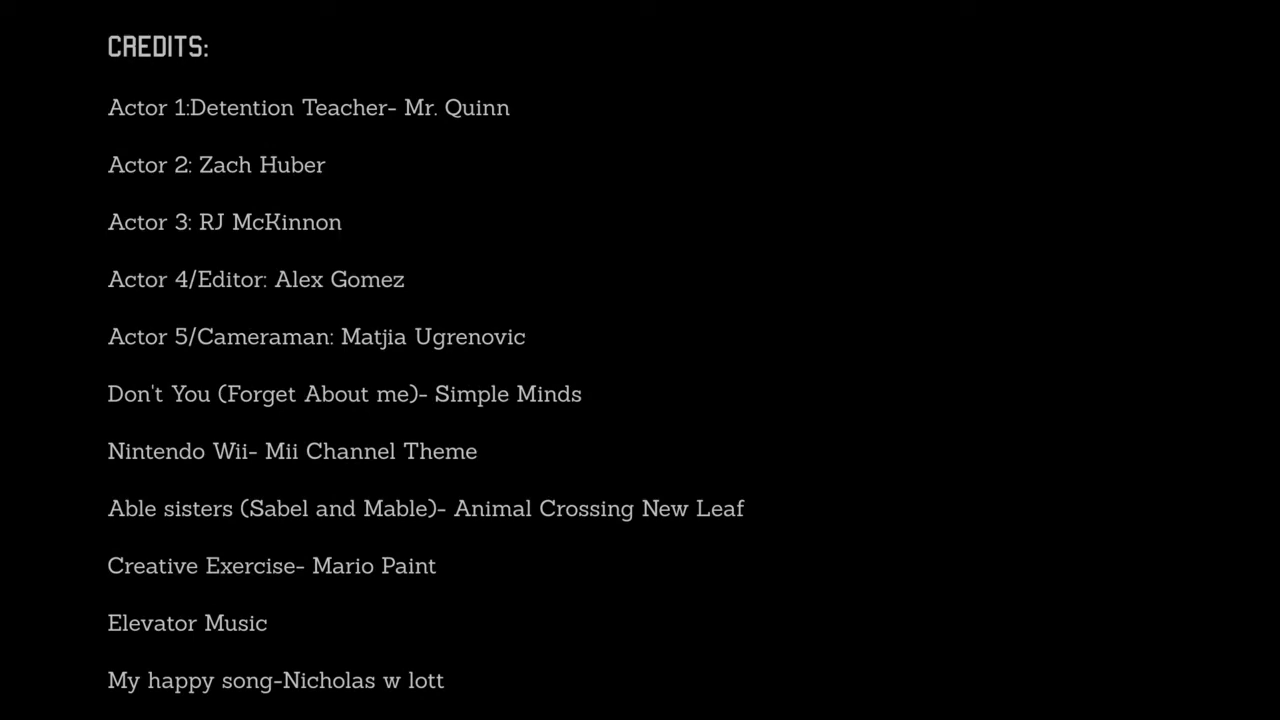 CREDITS:
Actor 1:Detention Teacher- Mr. Quinn
Actor 2: Zach Huber
Actor 3: RJ McKinnon
Actor 4/Editor: Alex Gomez
Actor 5/Cameraman: Matjia Ugrenovic
Don't You (Forget About me)- Simple Minds
Nintendo Wii- Mii Channel Theme
Able sisters (Sabel and Mable)- Animal Crossing New Leaf
Creative Exercise- Mario Paint
Elevator Music
My happy song-Nicholas w lott